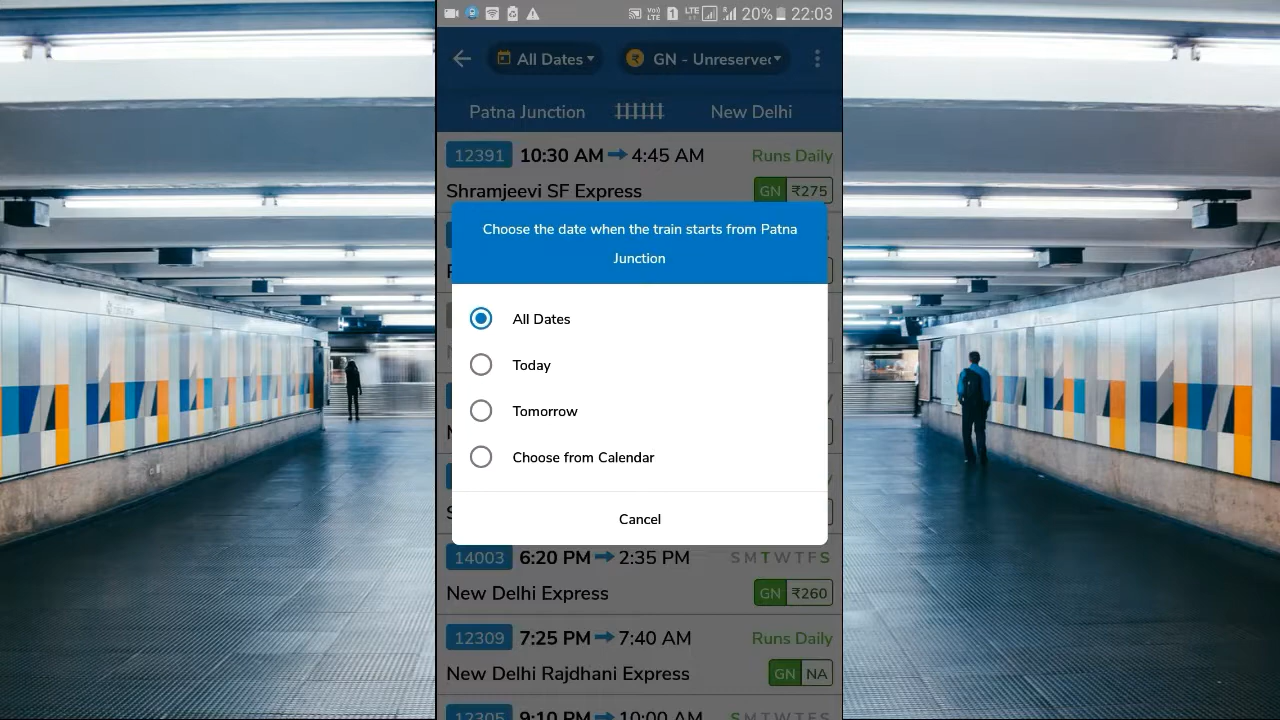 20% 22:03
All Dates GN - Unreserve
Patna Junction New Delhi
12391 10:30 AM 4:45 AM Runs Daily
Shramjeevi SF Express GN ₹275
Choose the date when the train starts from Patna
Junction
All Dates
Today
Tomorrow
Choose from Calendar
Cancel
14003 6:20 PM 2:35 PM S M T W T F S
New Delhi Express GN ₹260
12309 7:25 PM 7:40 AM Runs Daily
New Delhi Rajdhani Express GN NA
12305 9:10 PM 10:00 AM S M T W T F S